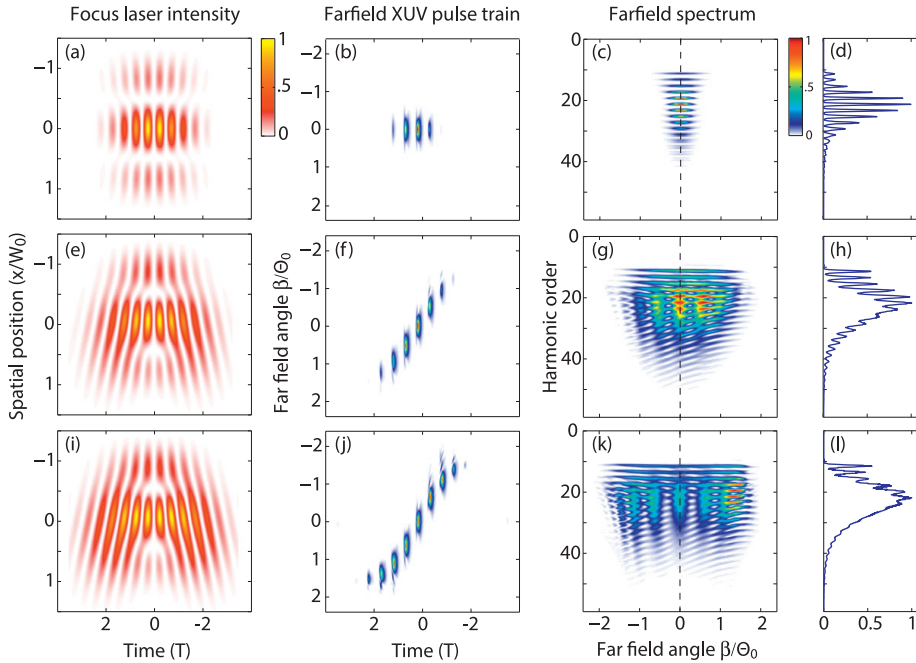 Focus laser intensity
Farfield XUV pulse train
Farfield spectrum
(a)
1
.5
0
(b)
(c)
1
.5
0
(d)
−1
0
1
−2
−1
0
1
2
0
20
40
(e)
(f)
(g)
(h)
−1
0
1
−2
−1
0
1
2
0
20
40
(i)
(j)
(k)
(l)
−1
0
1
−2
−1
0
1
2
0
20
40
Spatial position (x/W0)
Far field angle β/Θ0
Harmonic order
2 0 -2
2 0 -2
−2 −1 0 1 2
0 0.5 1
Time (T)
Time (T)
Far field angle β/Θ0